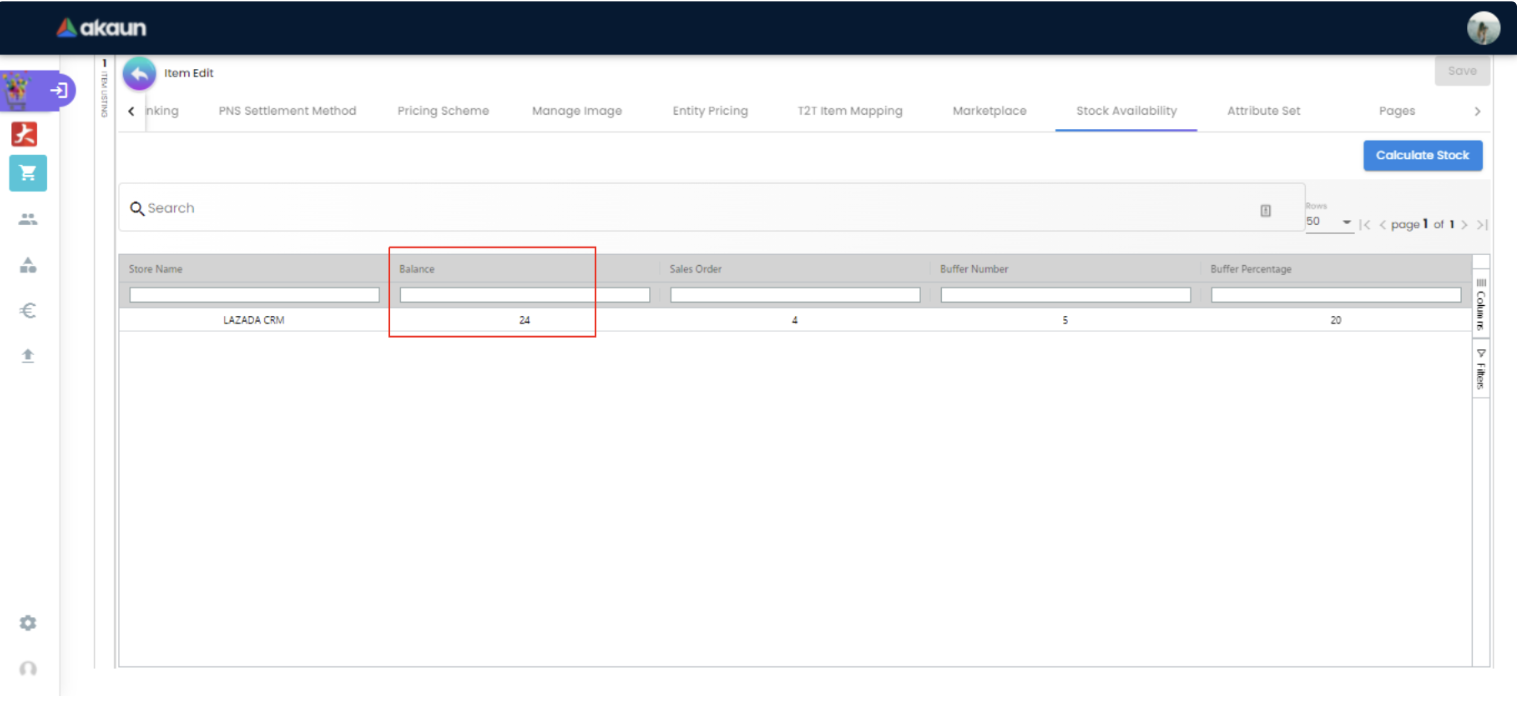 akaun
1 ITEM LISTING
Item Edit
Save
nking PNS Settlement Method Pricing Scheme Manage Image Entity Pricing T2T Item Mapping Marketplace Stock Availability Attribute Set Pages
Calculate Stock
Search
Rows
50
|< < page 1 of 1 > >|
Store Name Balance Sales Order Buffer Number Buffer Percentage
LAZADA CRM 24 4 5 20
Columns
Filters